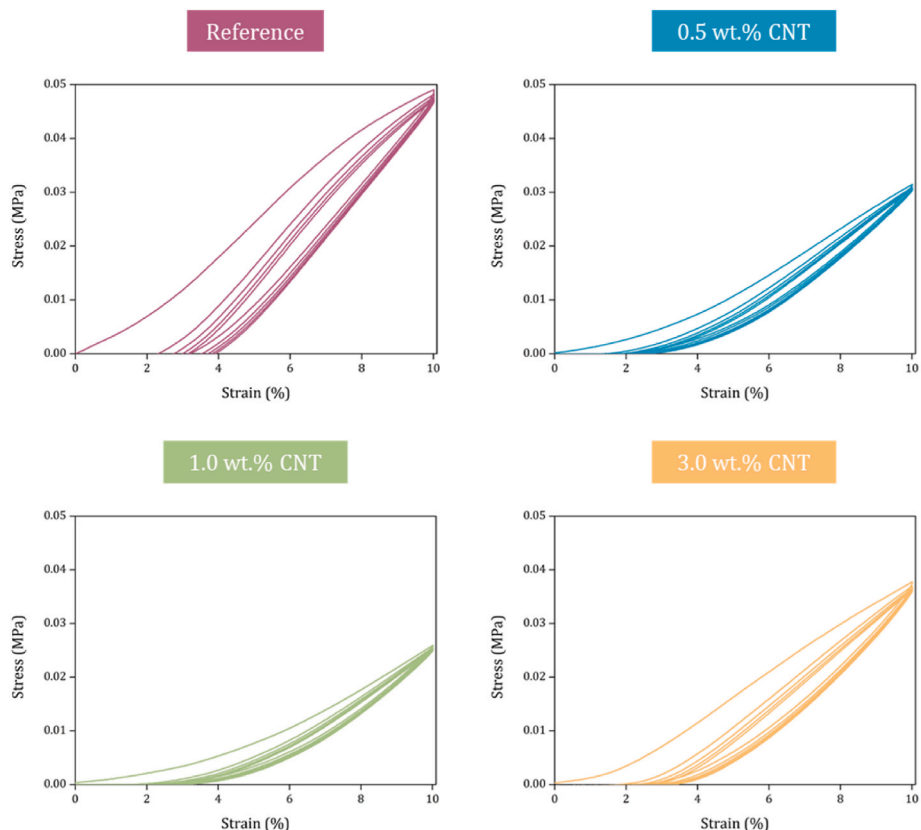 Reference
0.5 wt.% CNT
0.05
0.04
0.03
0.02
0.01
0.00
Stress (MPa)
0 2 4 6 8 10
Strain (%)
0.05
0.04
0.03
0.02
0.01
0.00
Stress (MPa)
0 2 4 6 8 10
Strain (%)
1.0 wt.% CNT
3.0 wt.% CNT
0.05
0.04
0.03
0.02
0.01
0.00
Stress (MPa)
0 2 4 6 8 10
Strain (%)
0.05
0.04
0.03
0.02
0.01
0.00
Stress (MPa)
0 2 4 6 8 10
Strain (%)